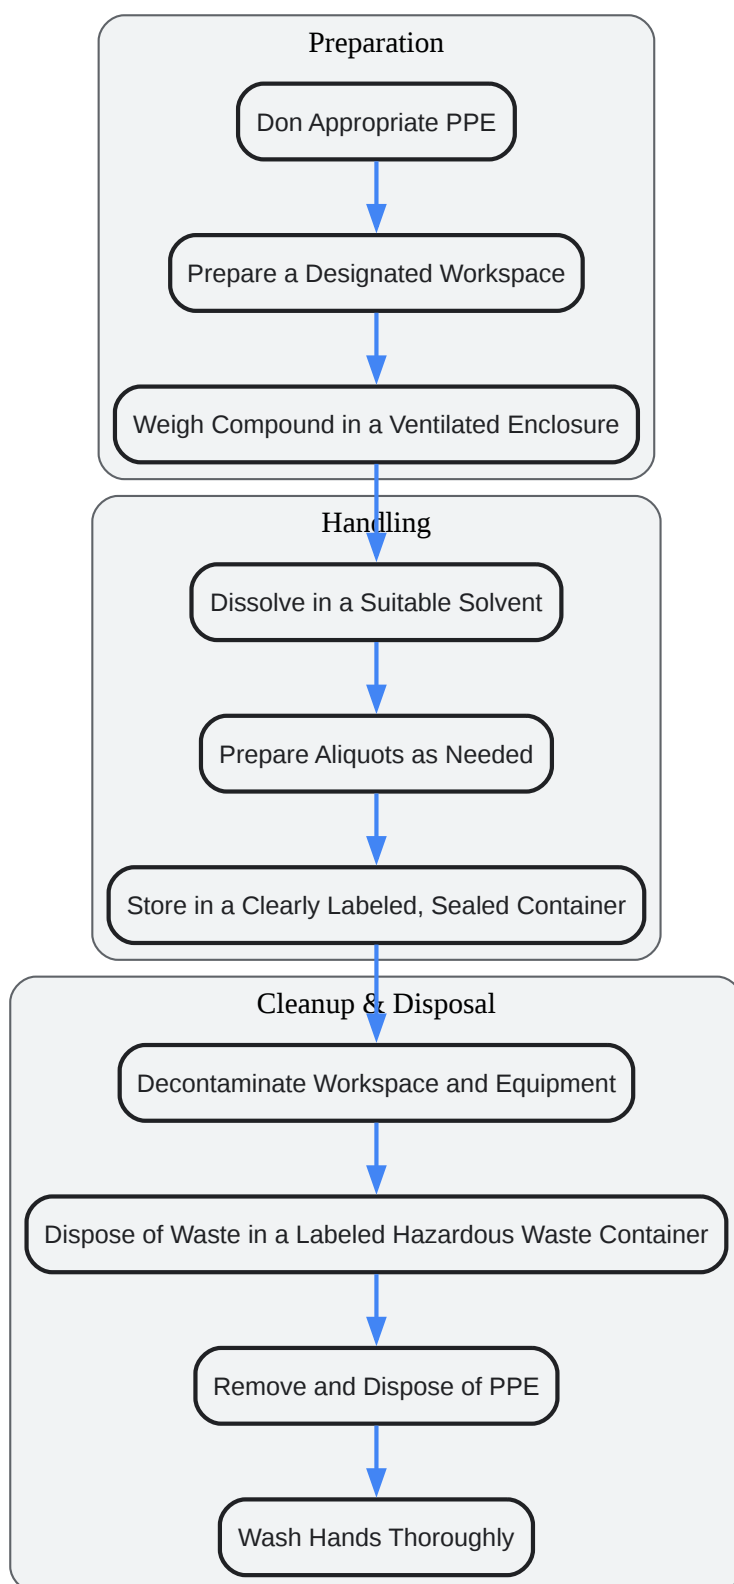 Preparation
Don Appropriate PPE
Prepare a Designated Workspace
Weigh Compound in a Ventilated Enclosure
Handling
Dissolve in a Suitable Solvent
Prepare Aliquots as Needed
Store in a Clearly Labeled, Sealed Container
Cleanup & Disposal
Decontaminate Workspace and Equipment
Dispose of Waste in a Labeled Hazardous Waste Container
Remove and Dispose of PPE
Wash Hands Thoroughly